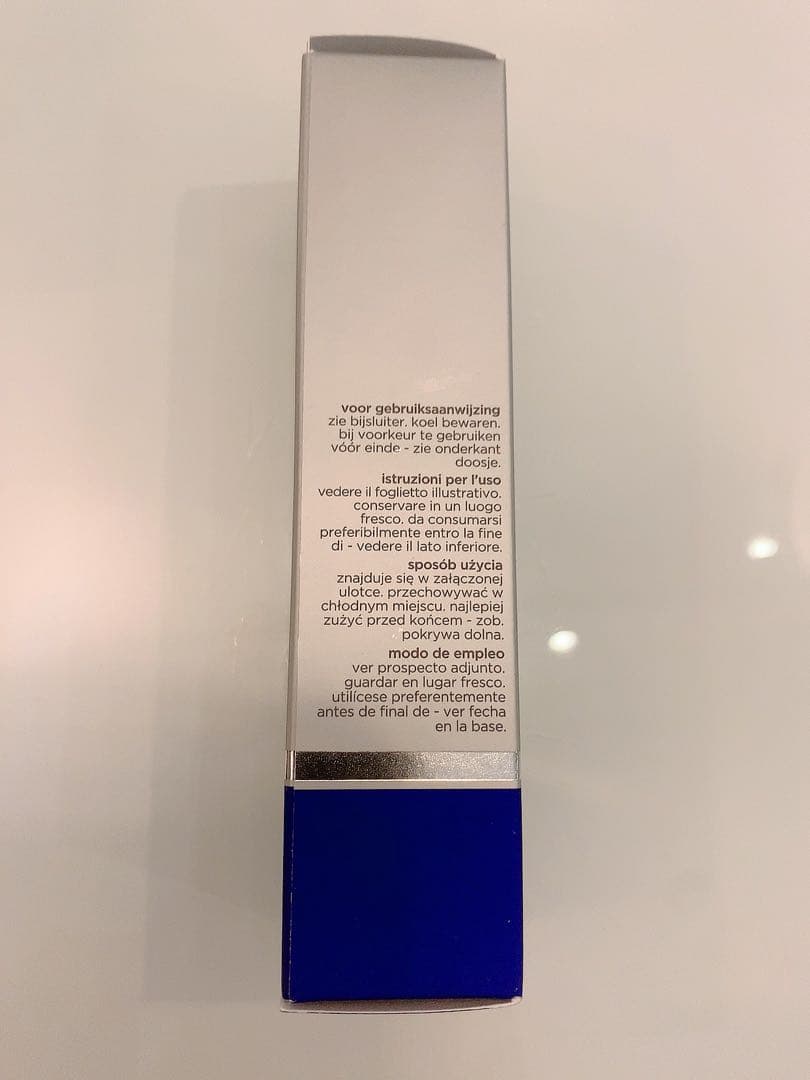 voor gebruiksaanwijzing
zie bijsluiter. koel bewaren.
bij voorkeur te gebruiken
vóór einde - zie onderkant
doosje.
istruzioni per l'uso
vedere il foglietto illustrativo.
conservare in un luogo
fresco. da consumarsi
preferibilmente entro la fine
di - vedere il lato inferiore.
sposób użycia
znajduje się w załączonej
ulotce. przechowywać w
chłodnym miejscu. najlepiej
zużyć przed końcem - zob.
pokrywa dolna.
modo de empleo
ver prospecto adjunto.
guardar en lugar fresco.
utilícese preferentemente
antes de final de - ver fecha
en la base.